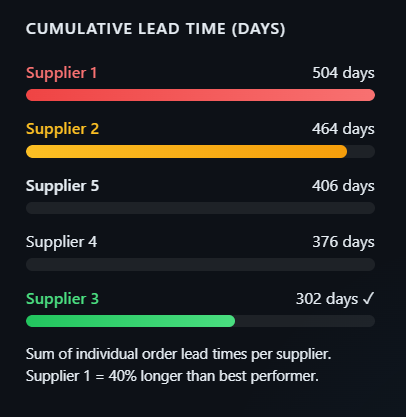 CUMULATIVE LEAD TIME (DAYS)
Supplier 1 504 days
Supplier 2 464 days
Supplier 5 406 days
Supplier 4 376 days
Supplier 3 302 days ✓
Sum of individual order lead times per supplier.
Supplier 1 = 40% longer than best performer.